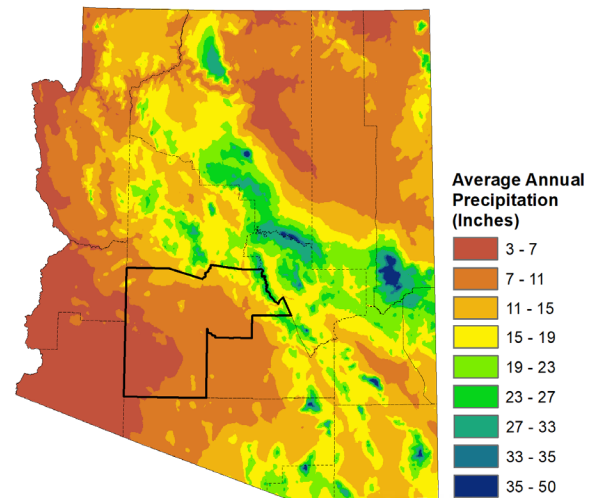 Average Annual
Precipitation
(Inches)
3 - 7
7 - 11
11 - 15
15 - 19
19 - 23
23 - 27
27 - 33
33 - 35
35 - 50